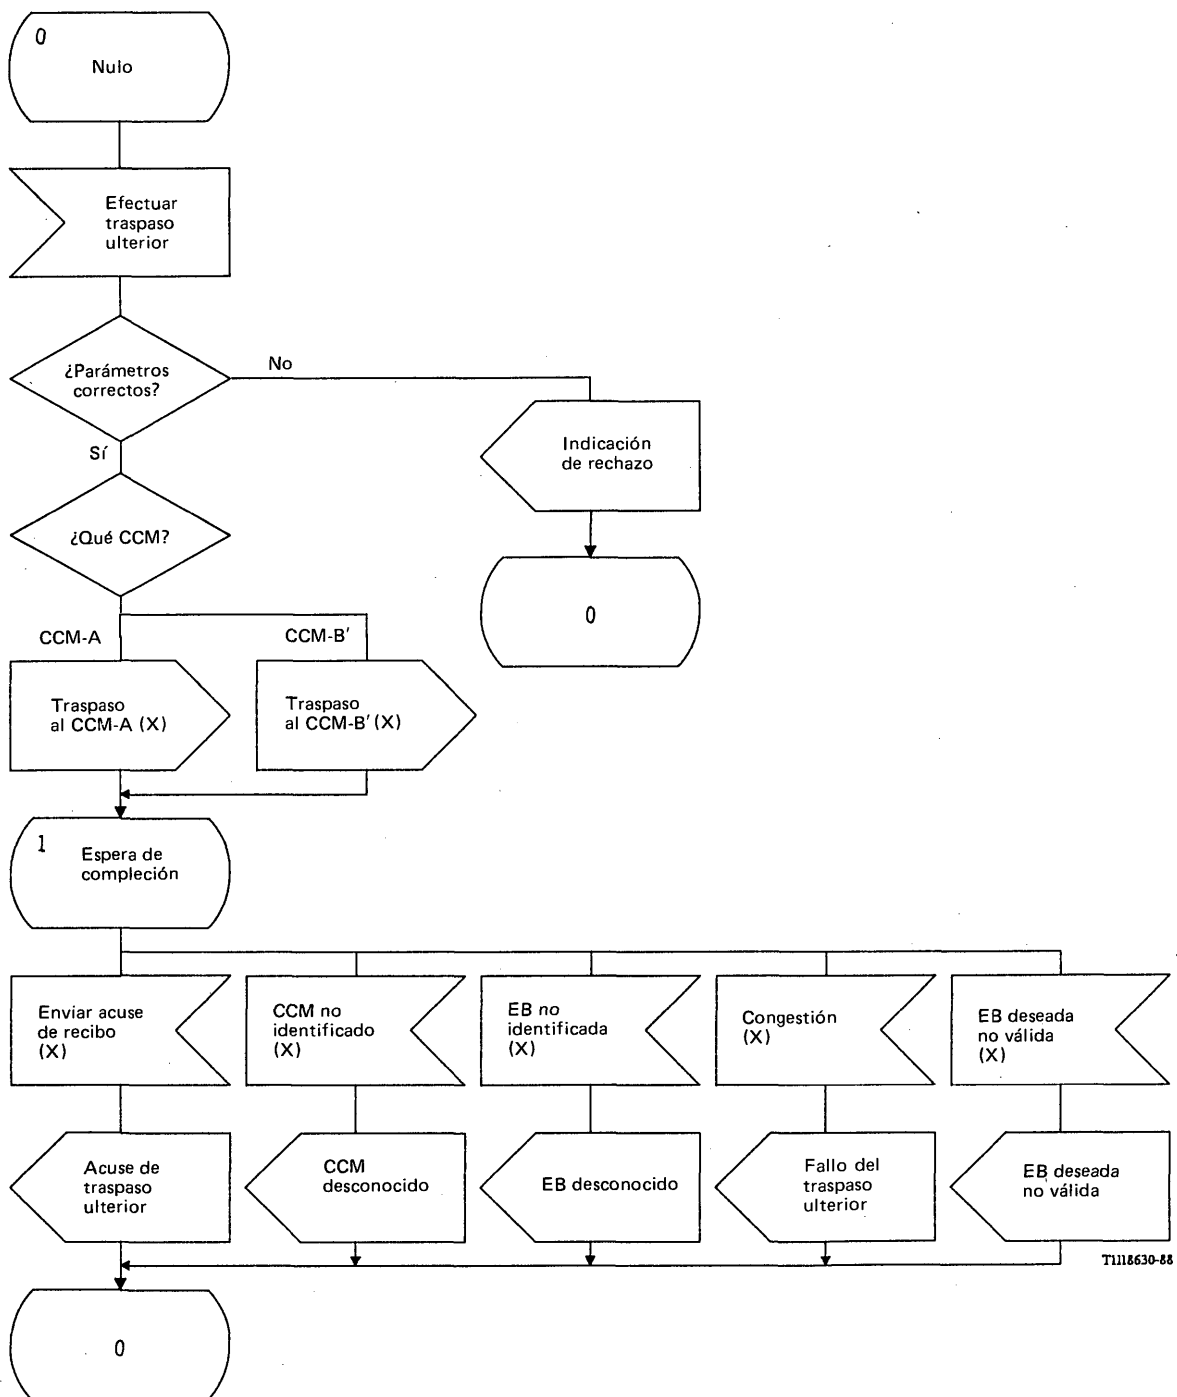 0
Nulo
Efectuar
traspaso
ulterior
¿Parámetros
correctos?
No
Sí
Indicación
de rechazo
¿Qué CCM?
0
CCM-A
CCM-B'
Traspaso
al CCM-A (X)
Traspaso
al CCM-B' (X)
1
Espera de
compleción
Enviar acuse
de recibo
(X)
CCM no
identificado
(X)
EB no
identificada
(X)
Congestión
(X)
EB deseada
no válida
(X)
Acuse de
traspaso
ulterior
CCM
desconocido
EB desconocido
Fallo del
traspaso
ulterior
EB deseada
no válida
T1118630-88
0